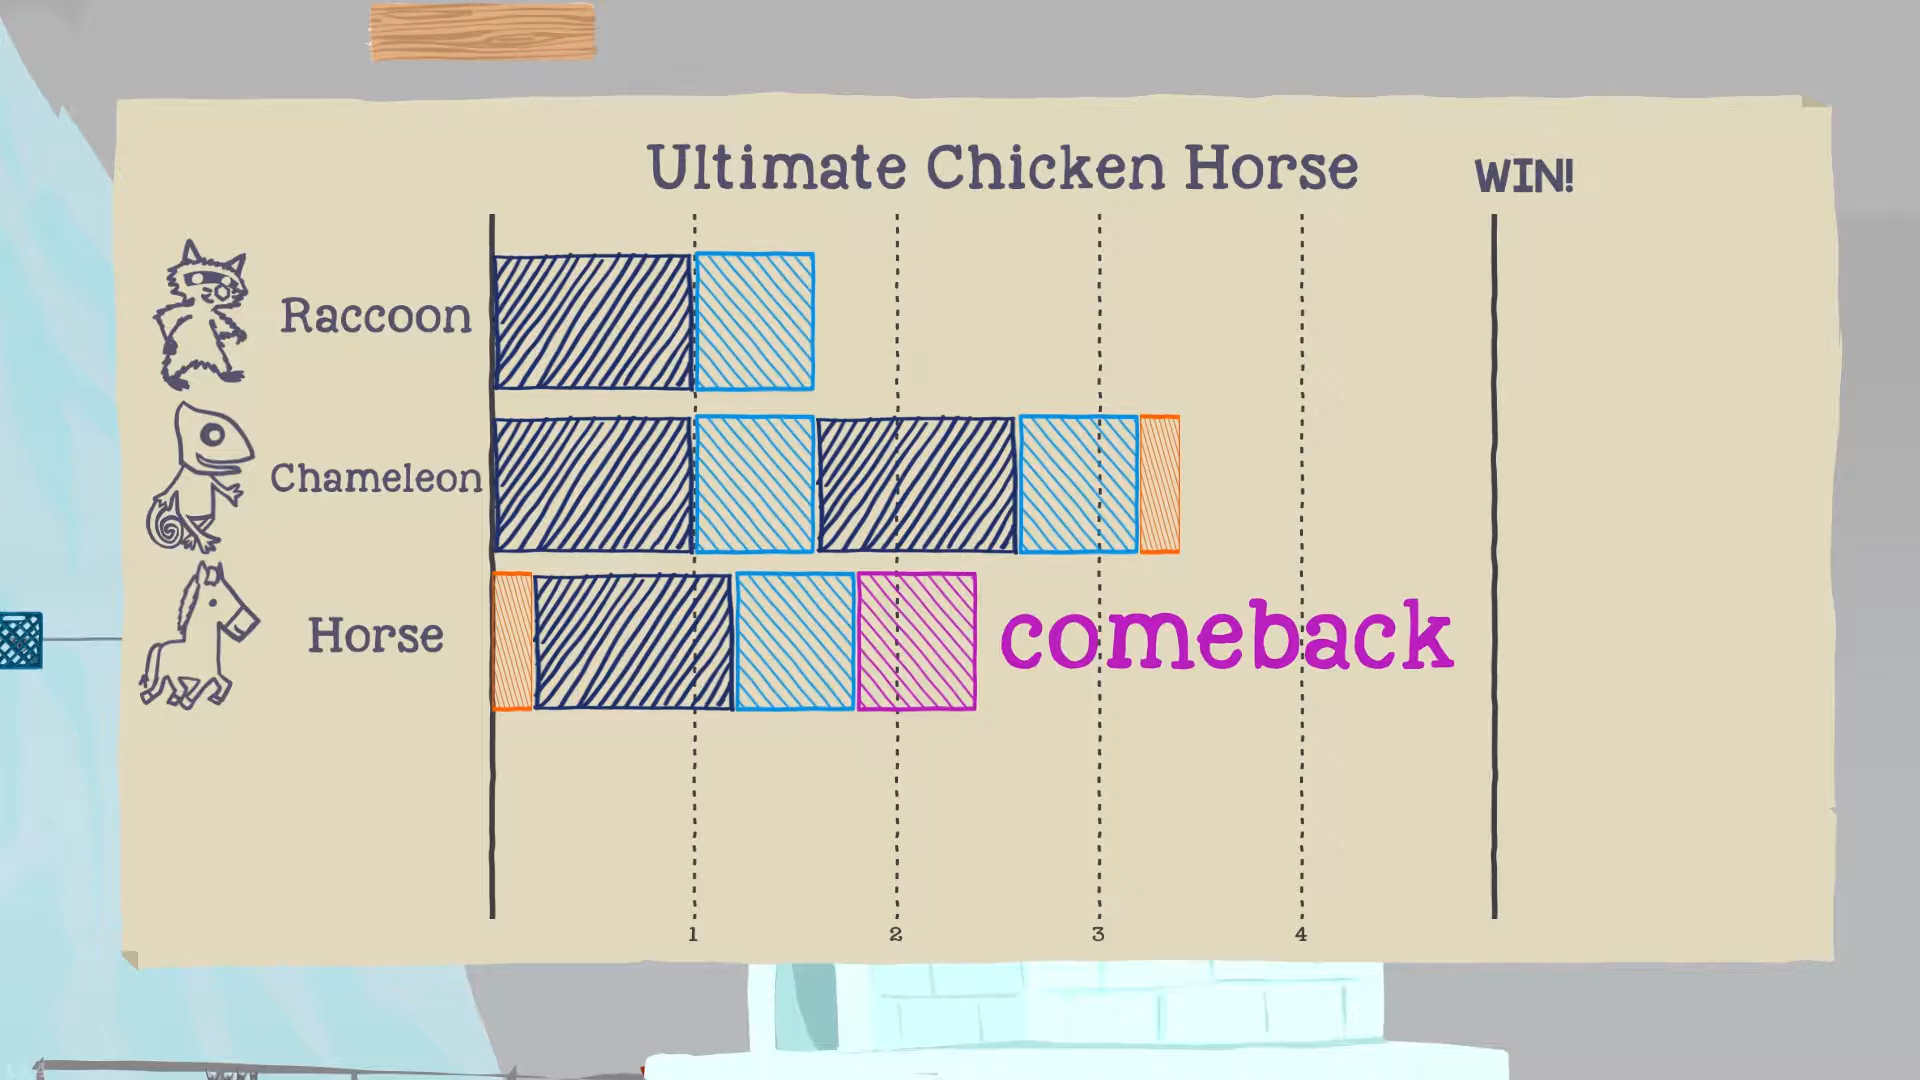 Ultimate Chicken Horse
WIN!
Raccoon
Chameleon
Horse
comeback
1 2 3 4